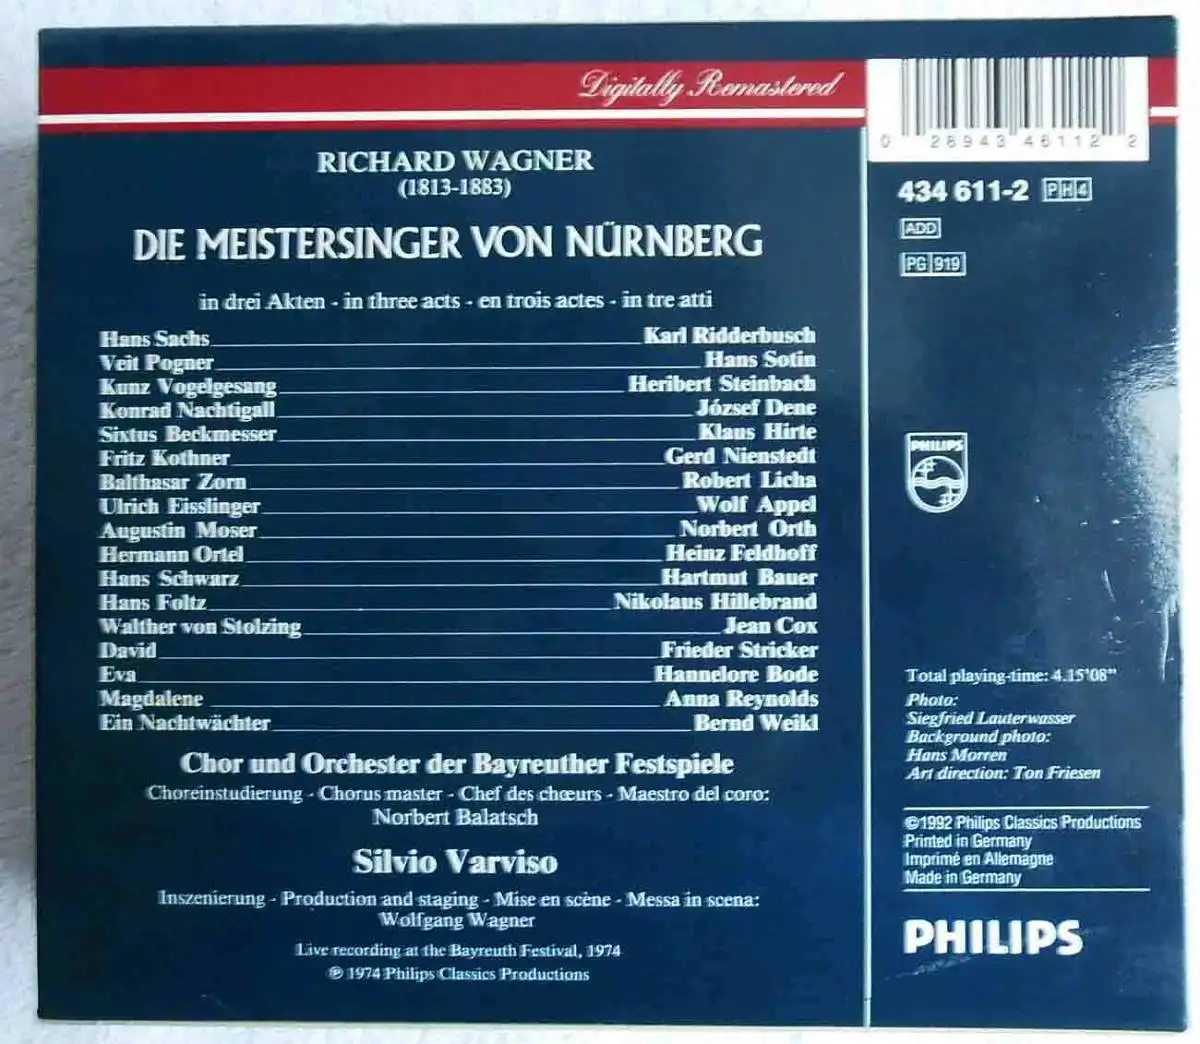 Digitally Remastered
0 28943 46112 2
RICHARD WAGNER
(1813-1883)
DIE MEISTERSINGER VON NÜRNBERG
in drei Akten - in three acts - en trois actes - in tre atti
Hans Sachs Karl Ridderbusch
Veit Pogner Hans Sotin
Kunz Vogelgesang Heribert Steinbach
Konrad Nachtigall József Dene
Sixtus Beckmesser Klaus Hirte
Fritz Kothner Gerd Nienstedt
Balthasar Zorn Robert Licha
Ulrich Eisslinger Wolf Appel
Augustin Moser Norbert Orth
Hermann Ortel Heinz Feldhoff
Hans Schwarz Hartmut Bauer
Hans Foltz Nikolaus Hillebrand
Walther von Stolzing Jean Cox
David Frieder Stricker
Eva Hannelore Bode
Magdalene Anna Reynolds
Ein Nachtwächter Bernd Weikl
Chor und Orchester der Bayreuther Festspiele
Choreinstudierung - Chorus master - Chef des chœurs - Maestro del coro:
Norbert Balatsch
Silvio Varviso
Inszenierung - Production and staging - Mise en scène - Messa in scena:
Wolfgang Wagner
Live recording at the Bayreuth Festival, 1974
℗ 1974 Philips Classics Productions
434 611-2 PH4
ADD
PG 919
PHILIPS
Total playing-time: 4.15'08"
Photo:
Siegfried Lauterwasser
Background photo:
Hans Morren
Art direction: Ton Friesen
©1992 Philips Classics Productions
Printed in Germany
Imprimé en Allemagne
Made in Germany
PHILIPS